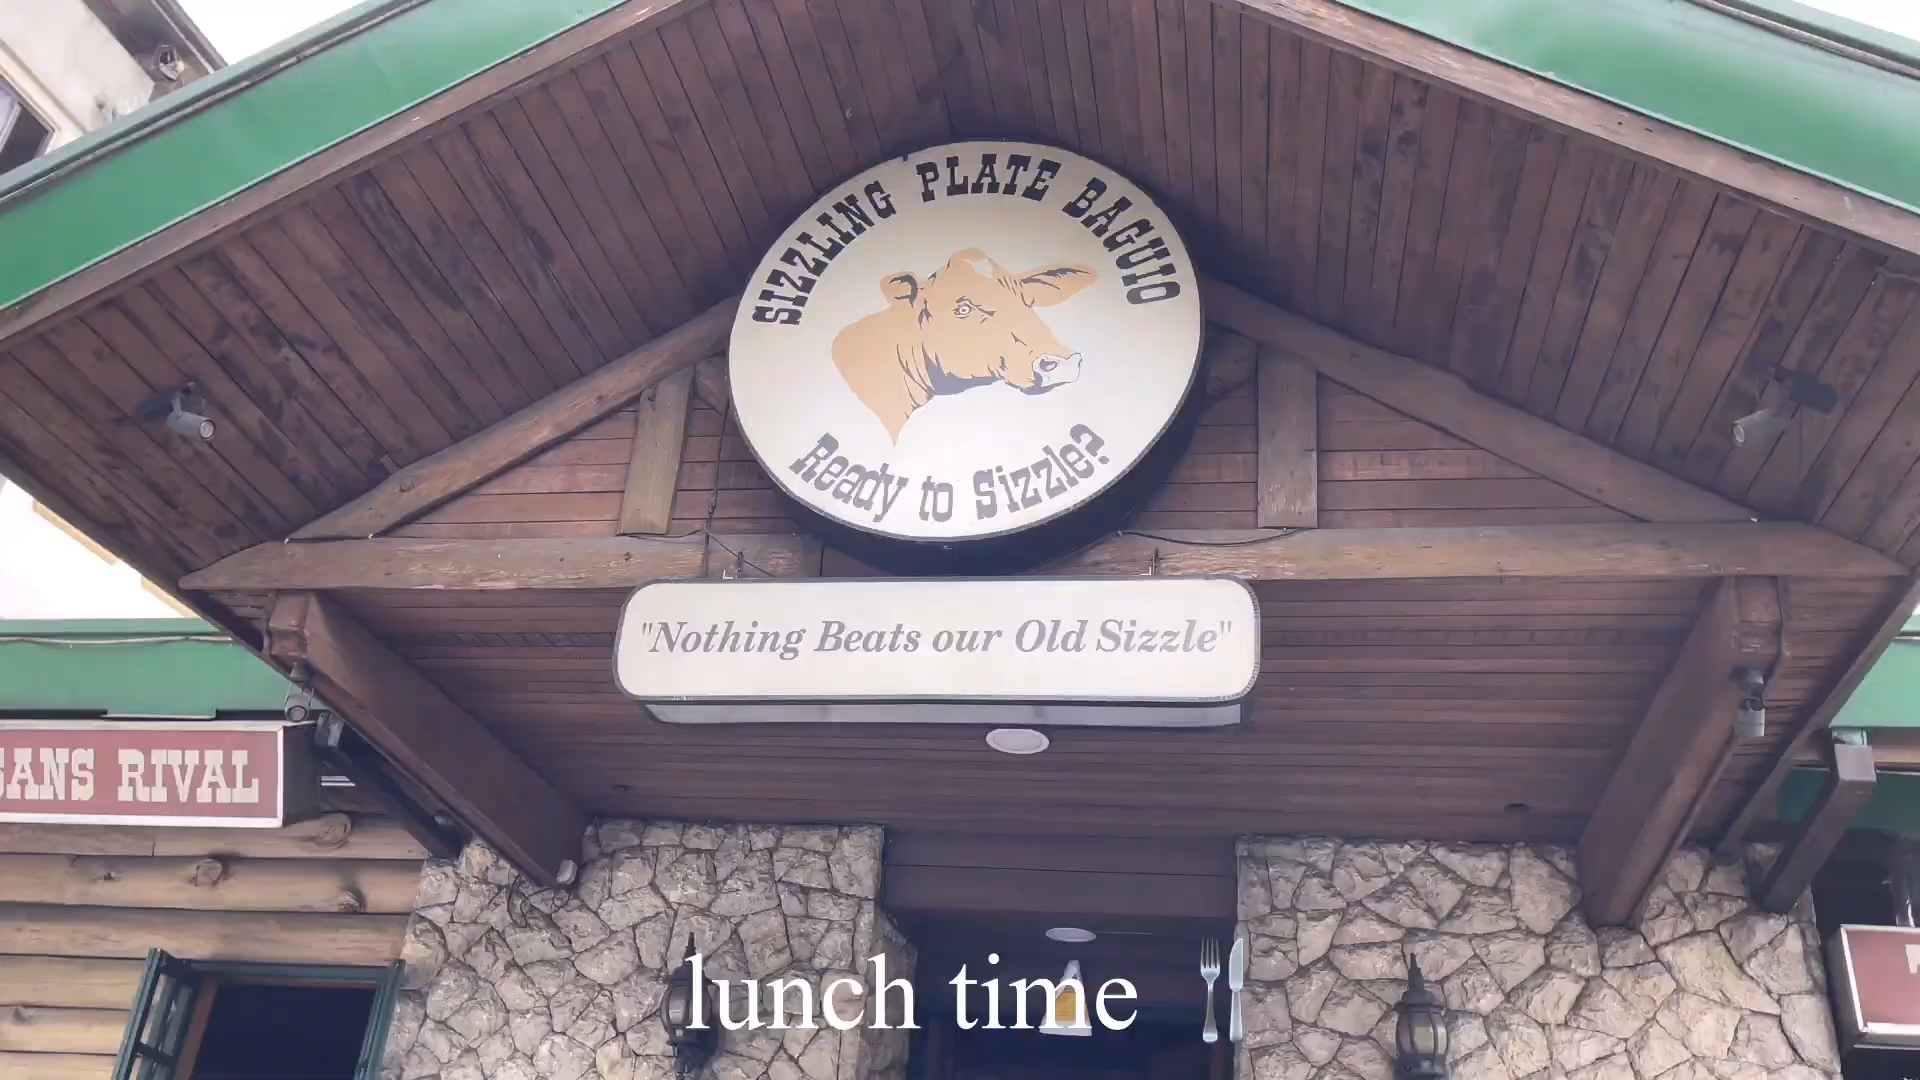 SIZZLING PLATE BAGUIO
Ready to Sizzle?
"Nothing Beats our Old Sizzle"
SANS RIVAL
lunch time